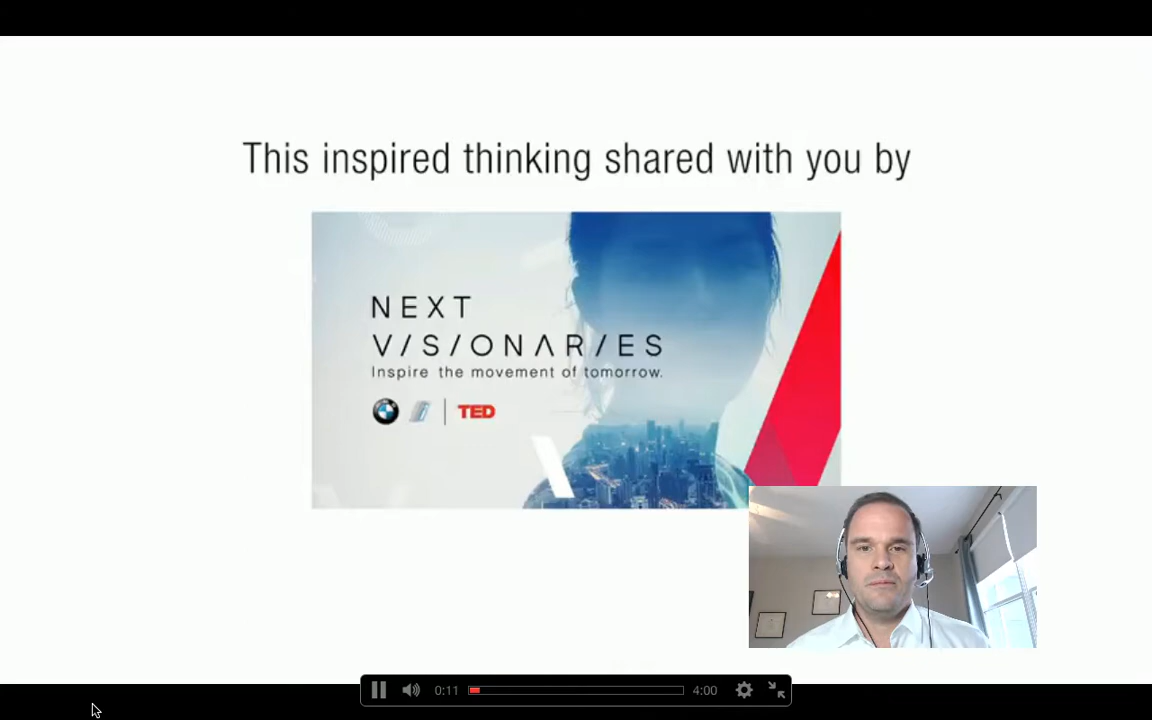 This inspired thinking shared with you by
NEXT
V/S/ONAR/ES
Inspire the movement of tomorrow.
i | TED
0:11
4:00